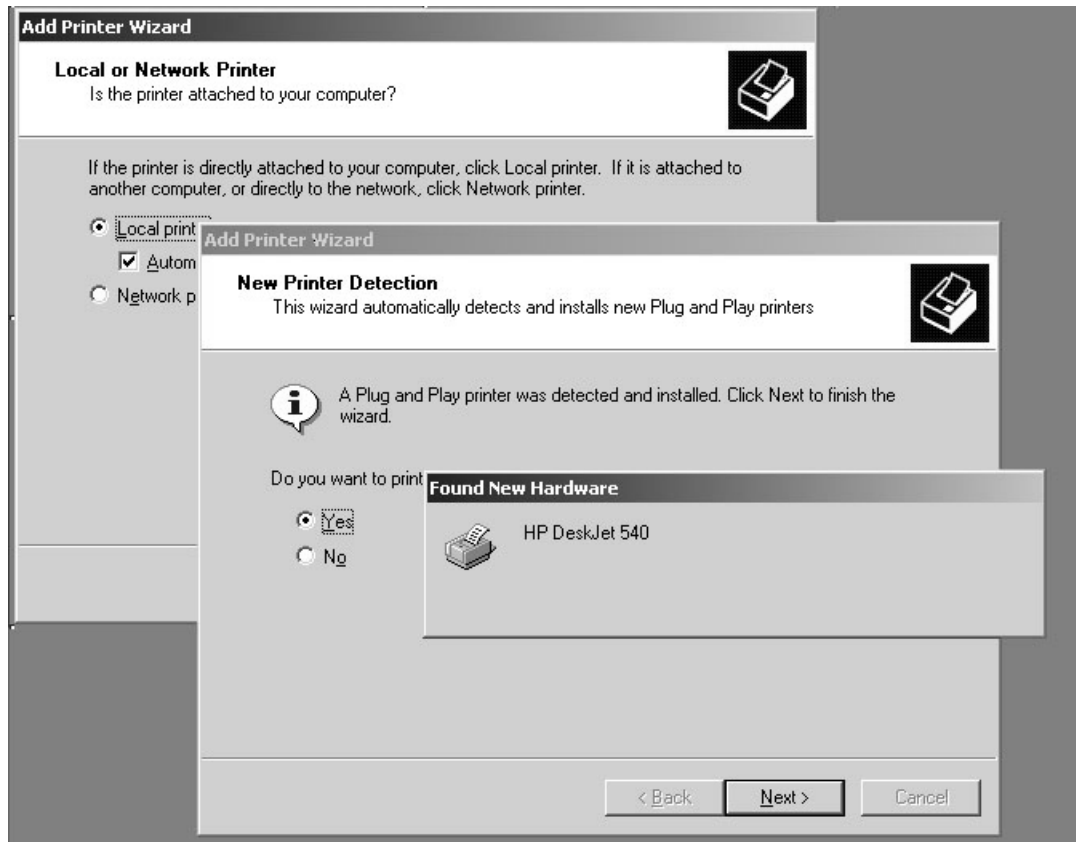 Add Printer Wizard
Local or Network Printer
Is the printer attached to your computer?
If the printer is directly attached to your computer, click Local printer. If it is attached to
another computer, or directly to the network, click Network printer.
Local print
Autom
Network p
Add Printer Wizard
New Printer Detection
This wizard automatically detects and installs new Plug and Play printers
A Plug and Play printer was detected and installed. Click Next to finish the
wizard.
Do you want to print
Yes
No
Found New Hardware
HP DeskJet 540
< Back Next > Cancel